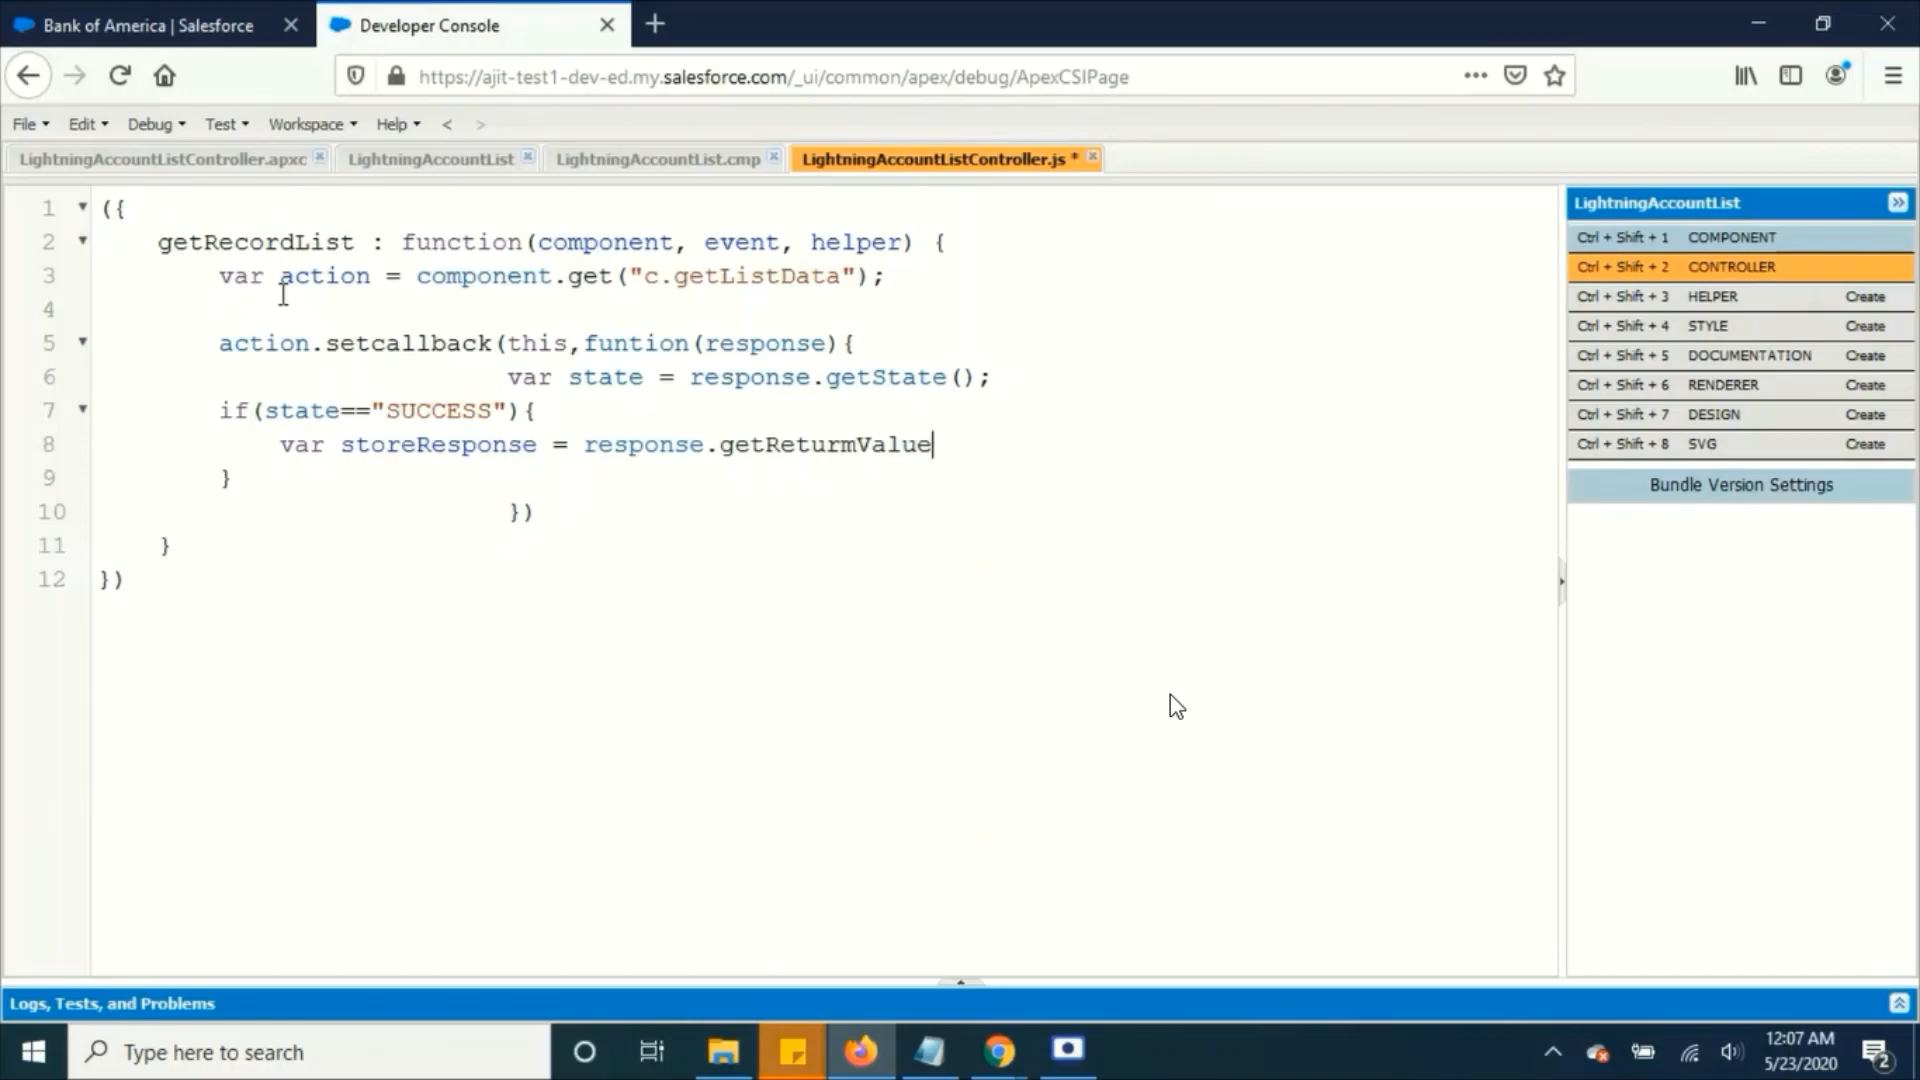 Bank of America | Salesforce
Developer Console
https://ajit-test1-dev-ed.my.salesforce.com/_ui/common/apex/debug/ApexCSIPage
File Edit Debug Test Workspace Help < >
LightningAccountListController.apxc
LightningAccountList
LightningAccountList.cmp
LightningAccountListController.js *
1 ({
2 getRecordList : function(component, event, helper) {
3 var action = component.get("c.getListData");
4
5 action.setcallback(this,funtion(response){
6 var state = response.getState();
7 if(state=="SUCCESS"){
8 var storeResponse = response.getReturmValue
9 }
10 })
11 }
12 })
LightningAccountList
Ctrl + Shift + 1 COMPONENT
Ctrl + Shift + 2 CONTROLLER
Ctrl + Shift + 3 HELPER Create
Ctrl + Shift + 4 STYLE Create
Ctrl + Shift + 5 DOCUMENTATION Create
Ctrl + Shift + 6 RENDERER Create
Ctrl + Shift + 7 DESIGN Create
Ctrl + Shift + 8 SVG Create
Bundle Version Settings
Logs, Tests, and Problems
Type here to search
12:07 AM
5/23/2020
2